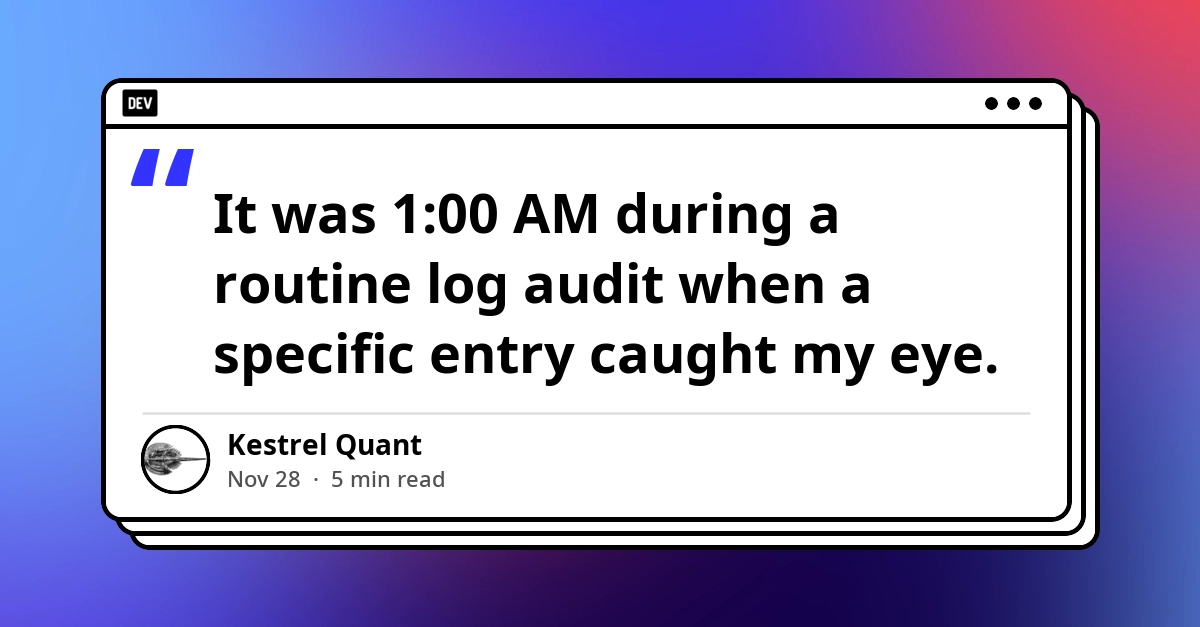 DEV
“
It was 1:00 AM during a
routine log audit when a
specific entry caught my eye.
Kestrel Quant
Nov 28 · 5 min read